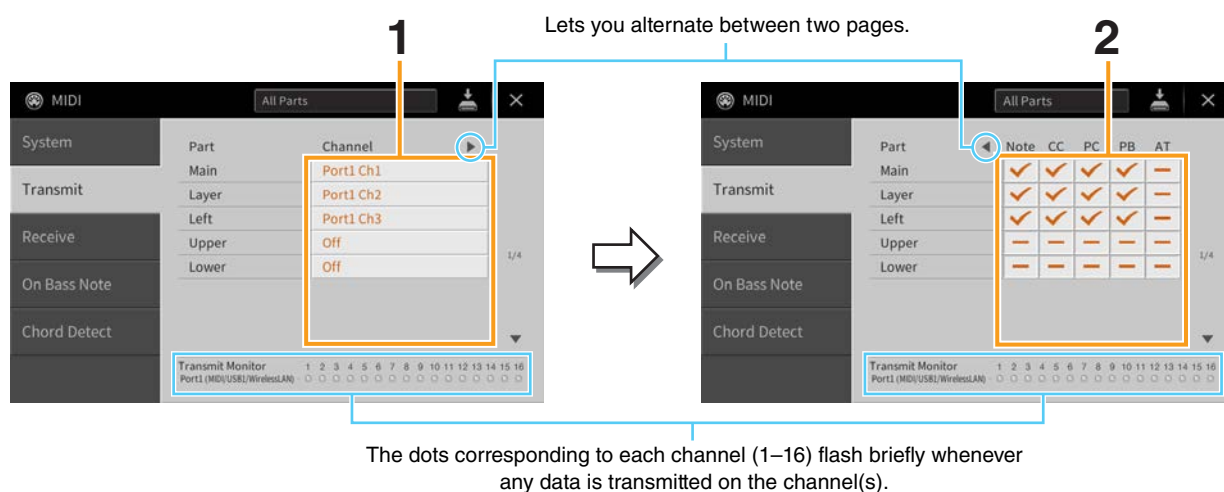 Lets you alternate between two pages.
1
2
MIDI
All Parts
System
Transmit
Receive
On Bass Note
Chord Detect
Part Channel
Main Port1 Ch1
Layer Port1 Ch2
Left Port1 Ch3
Upper Off
Lower Off
1/4
Transmit Monitor 1 2 3 4 5 6 7 8 9 10 11 12 13 14 15 16
Port1 (MIDI/USB1/WirelessLAN)
MIDI
All Parts
System
Transmit
Receive
On Bass Note
Chord Detect
Part Note CC PC PB AT
Main
Layer
Left
Upper
Lower
1/4
Transmit Monitor 1 2 3 4 5 6 7 8 9 10 11 12 13 14 15 16
Port1 (MIDI/USB1/WirelessLAN)
The dots corresponding to each channel (1–16) flash briefly whenever
any data is transmitted on the channel(s).